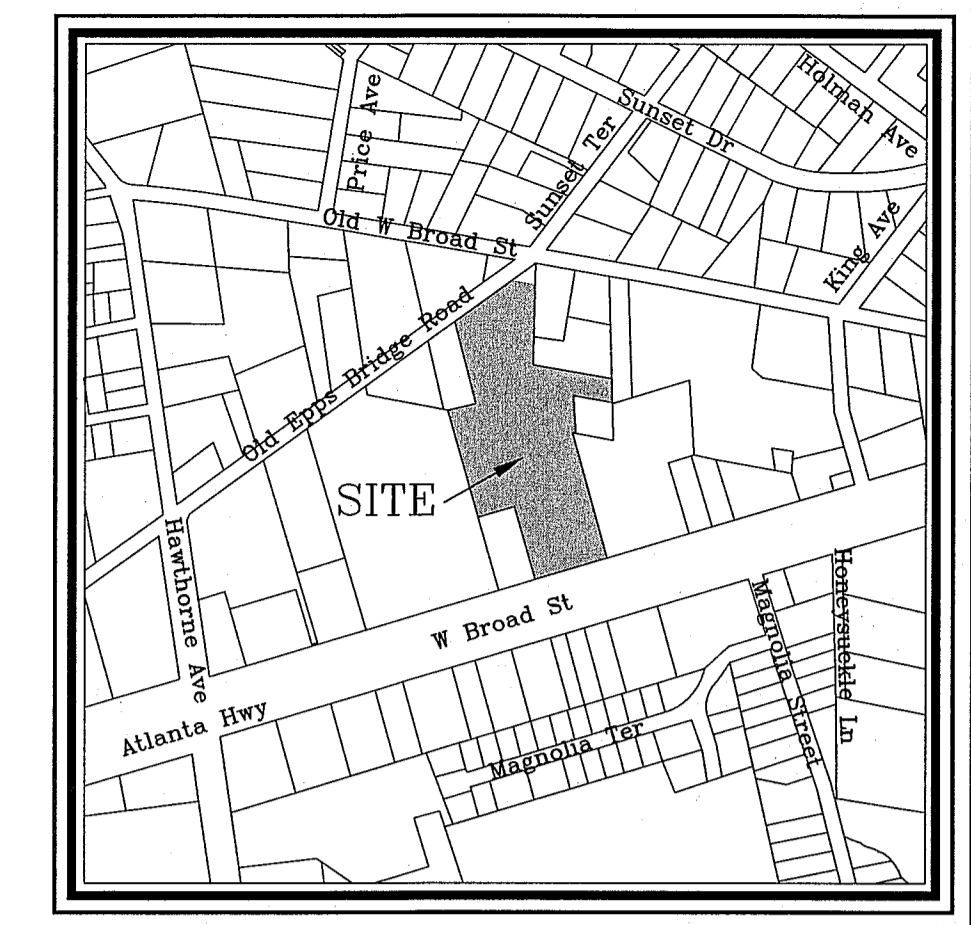 Holman Ave
Sunset Dr
Price Ave
Sunset Ter
Old W Broad St
King Ave
Old Epps Bridge Road
SITE
Hawthorne Ave
W Broad St
Honeysuckle Ln
Magnolia Street
Atlanta Hwy
Magnolia Ter